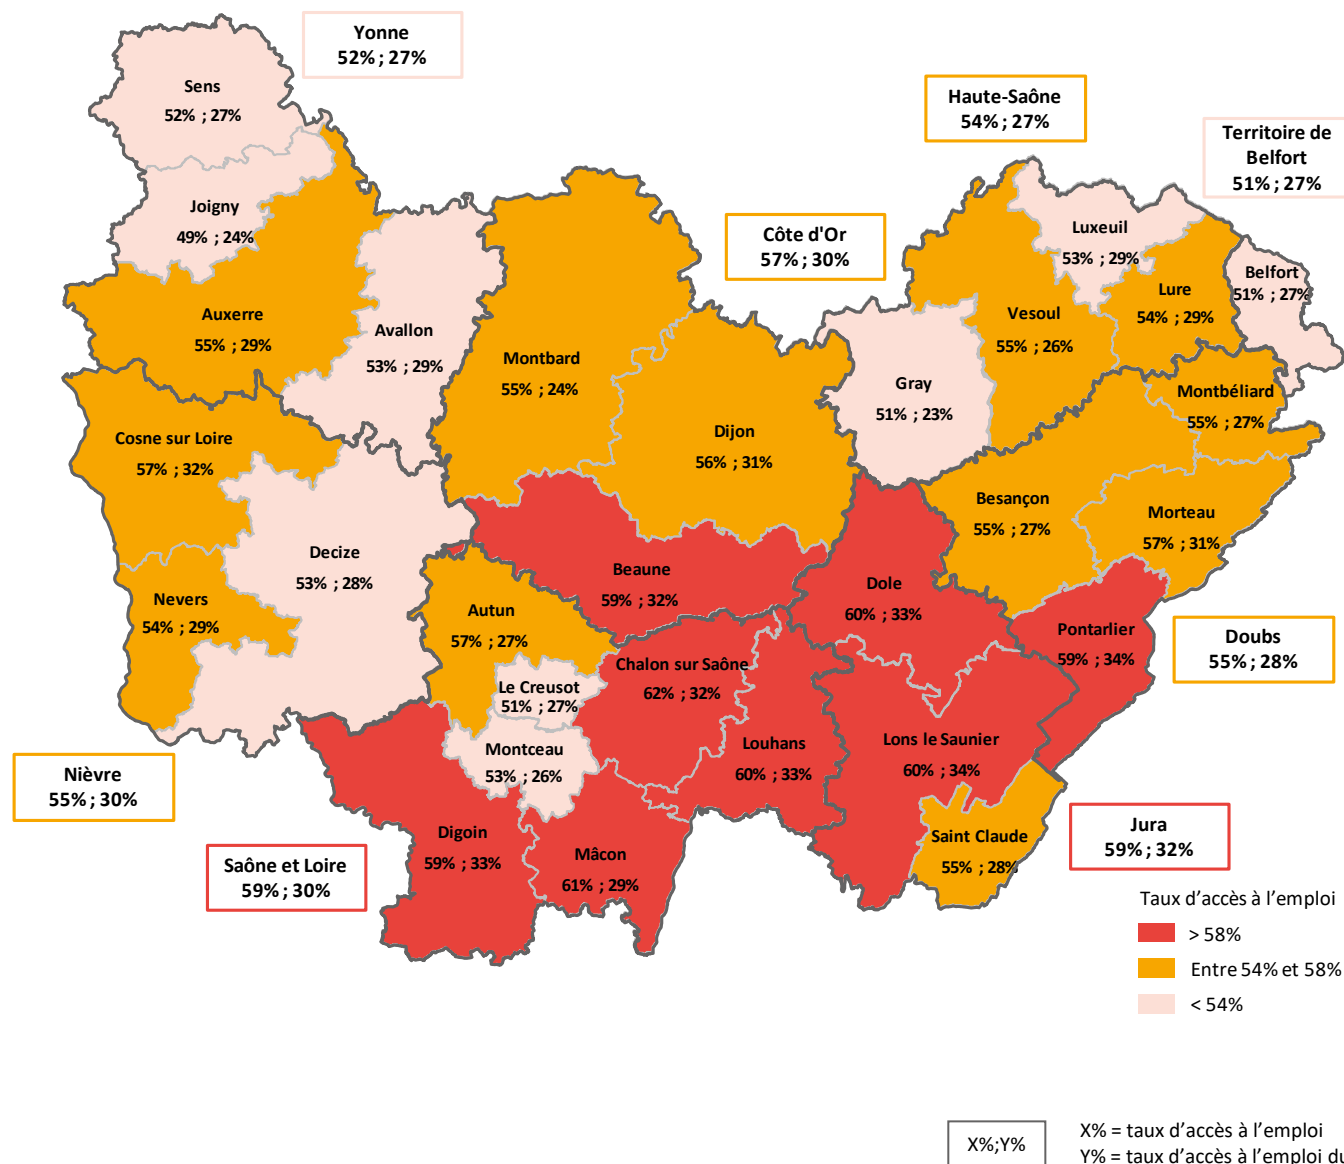 Yonne
52% ; 27%
Sens
52% ; 27%
Haute-Saône
54% ; 27%
Territoire de
Belfort
51% ; 27%
Joigny
49% ; 24%
Côte d'Or
57% ; 30%
Luxeuil
53% ; 29%
Belfort
51% ; 27%
Lure
54% ; 29%
Auxerre
55% ; 29%
Avallon
53% ; 29%
Vesoul
55% ; 26%
Montbard
55% ; 24%
Gray
51% ; 23%
Montbéliard
55% ; 27%
Cosne sur Loire
57% ; 32%
Dijon
56% ; 31%
Besançon
55% ; 27%
Morteau
57% ; 31%
Decize
53% ; 28%
Beaune
59% ; 32%
Dole
60% ; 33%
Nevers
54% ; 29%
Autun
57% ; 27%
Pontarlier
59% ; 34%
Doubs
55% ; 28%
Chalon sur Saône
62% ; 32%
Le Creusot
51% ; 27%
Montceau
53% ; 26%
Louhans
60% ; 33%
Lons le Saunier
60% ; 34%
Nièvre
55% ; 30%
Digoin
59% ; 33%
Mâcon
61% ; 29%
Saint Claude
55% ; 28%
Jura
59% ; 32%
Saône et Loire
59% ; 30%
Taux d’accès à l’emploi
> 58%
Entre 54% et 58%
< 54%
X%;Y%
X% = taux d’accès à l’emploi
Y% = taux d’accès à l’emploi du